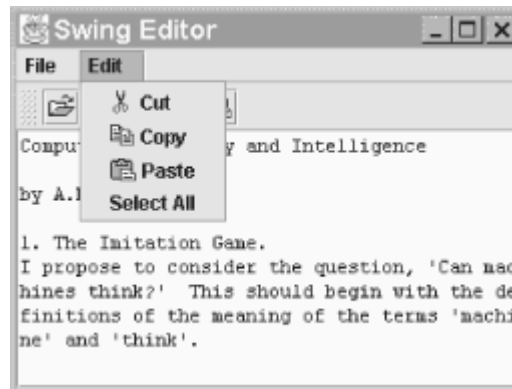 Swing Editor
File Edit
Cut
Copy
Paste
Select All
Compu y and Intelligence
by A.
1. The Imitation Game.
I propose to consider the question, 'Can mac
hines think?' This should begin with the de
finitions of the meaning of the terms 'machi
ne' and 'think'.